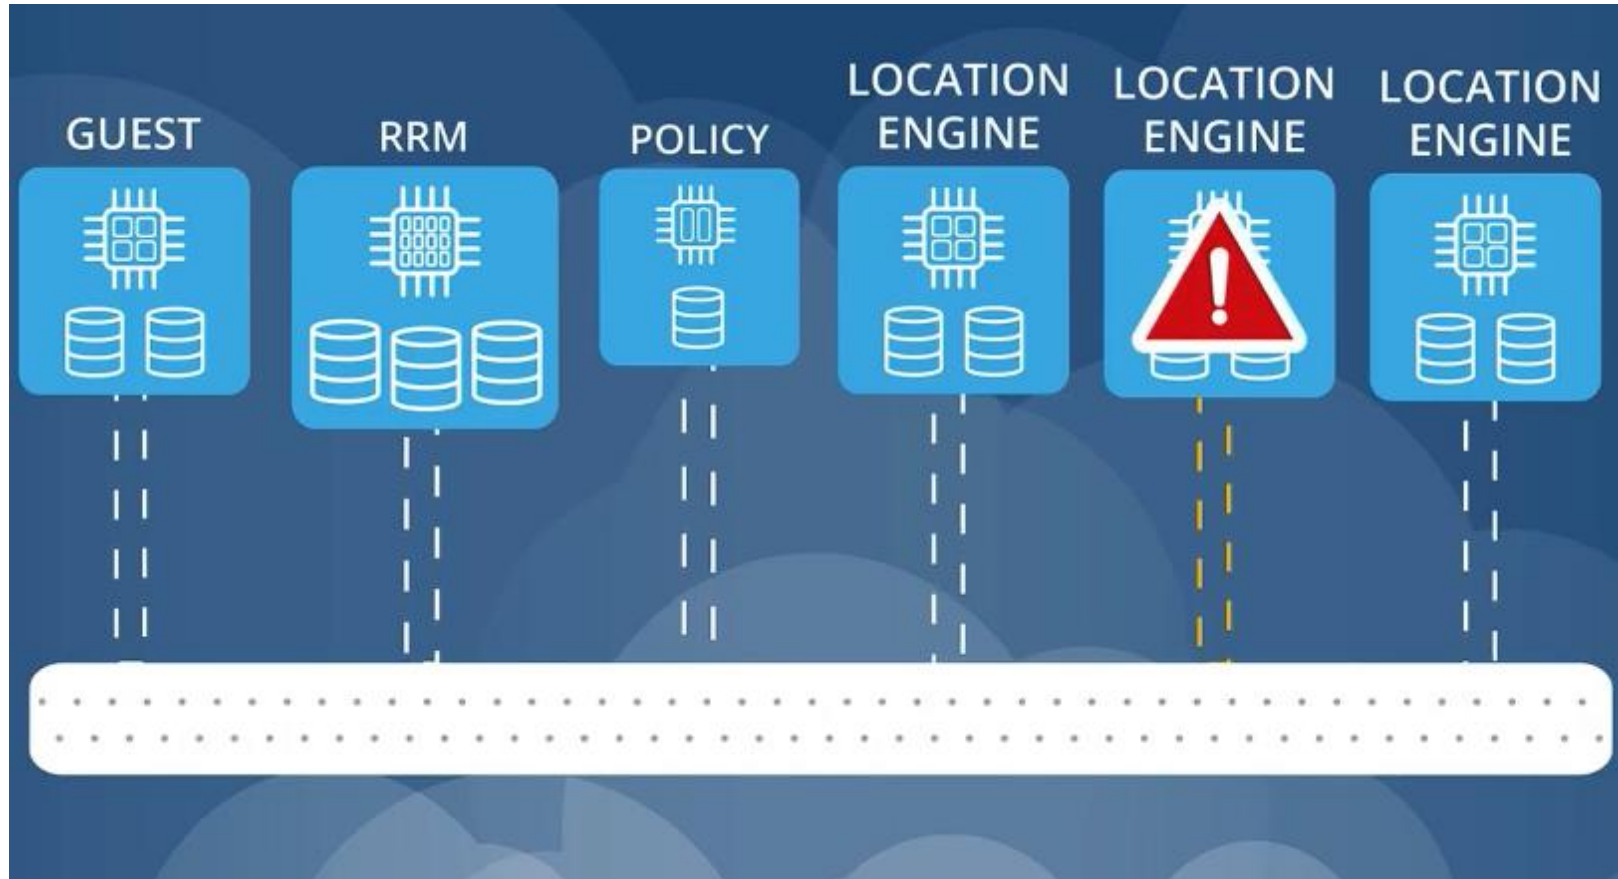 GUEST
RRM
POLICY
LOCATION
ENGINE
LOCATION
ENGINE
LOCATION
ENGINE
!